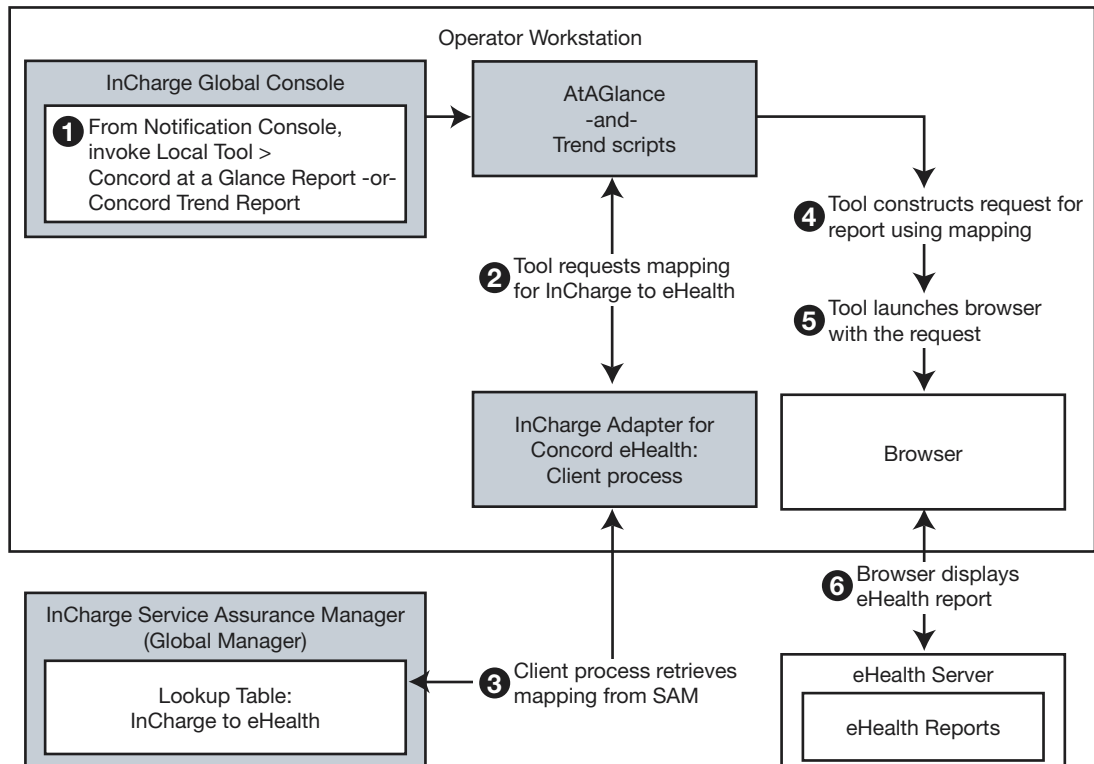 Operator Workstation
InCharge Global Console
1 From Notification Console,
invoke Local Tool >
Concord at a Glance Report -or-
Concord Trend Report
AtAGlance
-and-
Trend scripts
2 Tool requests mapping
for InCharge to eHealth
4 Tool constructs request for
report using mapping
5 Tool launches browser
with the request
InCharge Adapter for
Concord eHealth:
Client process
Browser
6 Browser displays
eHealth report
InCharge Service Assurance Manager
(Global Manager)
Lookup Table:
InCharge to eHealth
3 Client process retrieves
mapping from SAM
eHealth Server
eHealth Reports